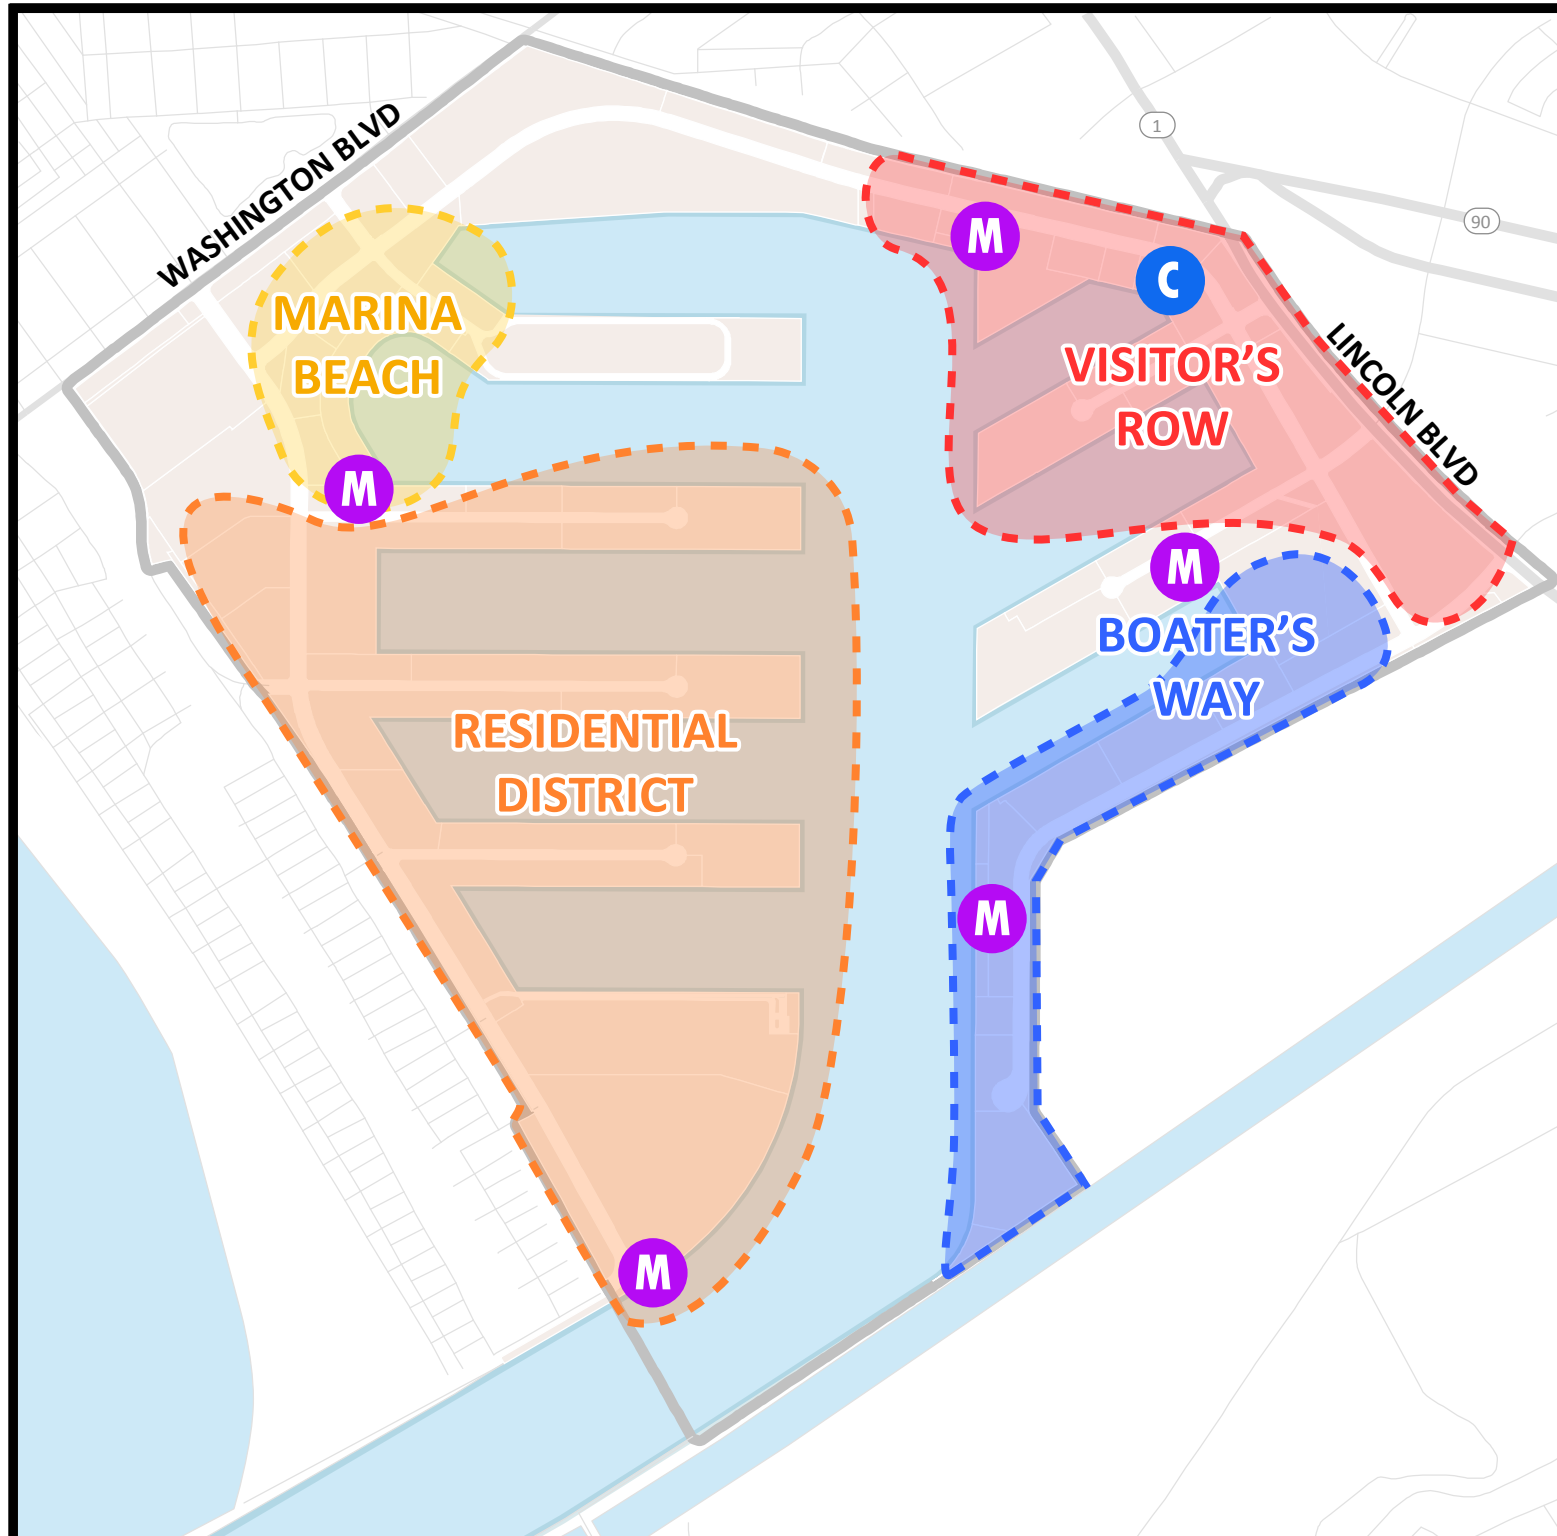 WASHINGTON BLVD
1
90
M
C
MARINA
BEACH
VISITOR'S
ROW
LINCOLN BLVD
M
M
BOATER'S
WAY
RESIDENTIAL
DISTRICT
M
M